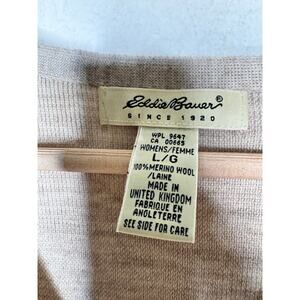 Eddie Bauer®
SINCE 1920
WPL 9647
CA 00665
WOMENS/FEMME
L/G
100% MERINO WOOL
/LAINE
MADE IN
UNITED KINGDOM
FABRIQUE EN
ANGLETERRE
SEE SIDE FOR CARE